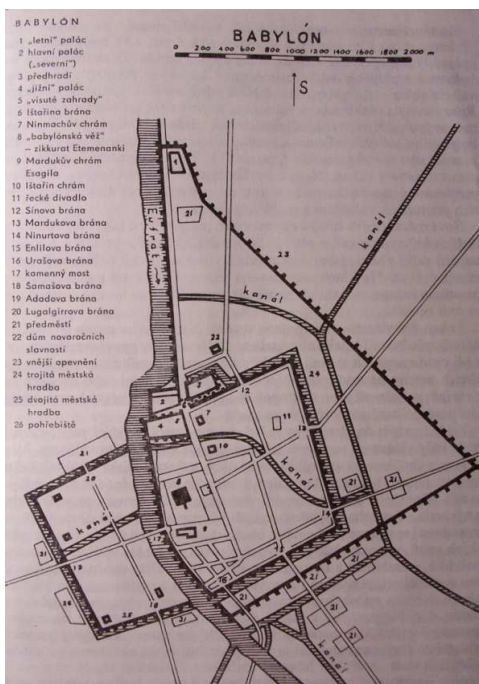 BABYLON
1 „letní" palác
2 hlavní palác
(„severní")
3 předhradí
4 „jižní" palác
5 „visuté zahrady"
6 Ištařina brána
7 Ninmachův chrám
8 „babylónská věž"
– zikkurat Etemenanki
9 Mardukův chrám
Esagila
10 Ištařin chrám
11 řecké divadlo
12 Sínova brána
13 Mardukova brána
14 Ninurtova brána
15 Enlilova brána
16 Urašova brána
17 kamenný most
18 Šamašova brána
19 Adadova brána
20 Lugalgirrova brána
21 předměstí
22 dům novoročních
slavností
23 vnější opevnění
24 trojitá městská
hradba
25 dvojitá městská
hradba
26 pohřebiště
BABYLÓN
0 200 400 600 800 1000 1200 1400 1600 1800 2000 m
S
1
21
Eufrat
23
kanál
kanál
22
24
3
2
12
4
5
7
11
13
10
21
20
kanál
8
21
21
kanál
14
9
17
15
21
19
16
21
21
18
26
25
21
21
21
kanál